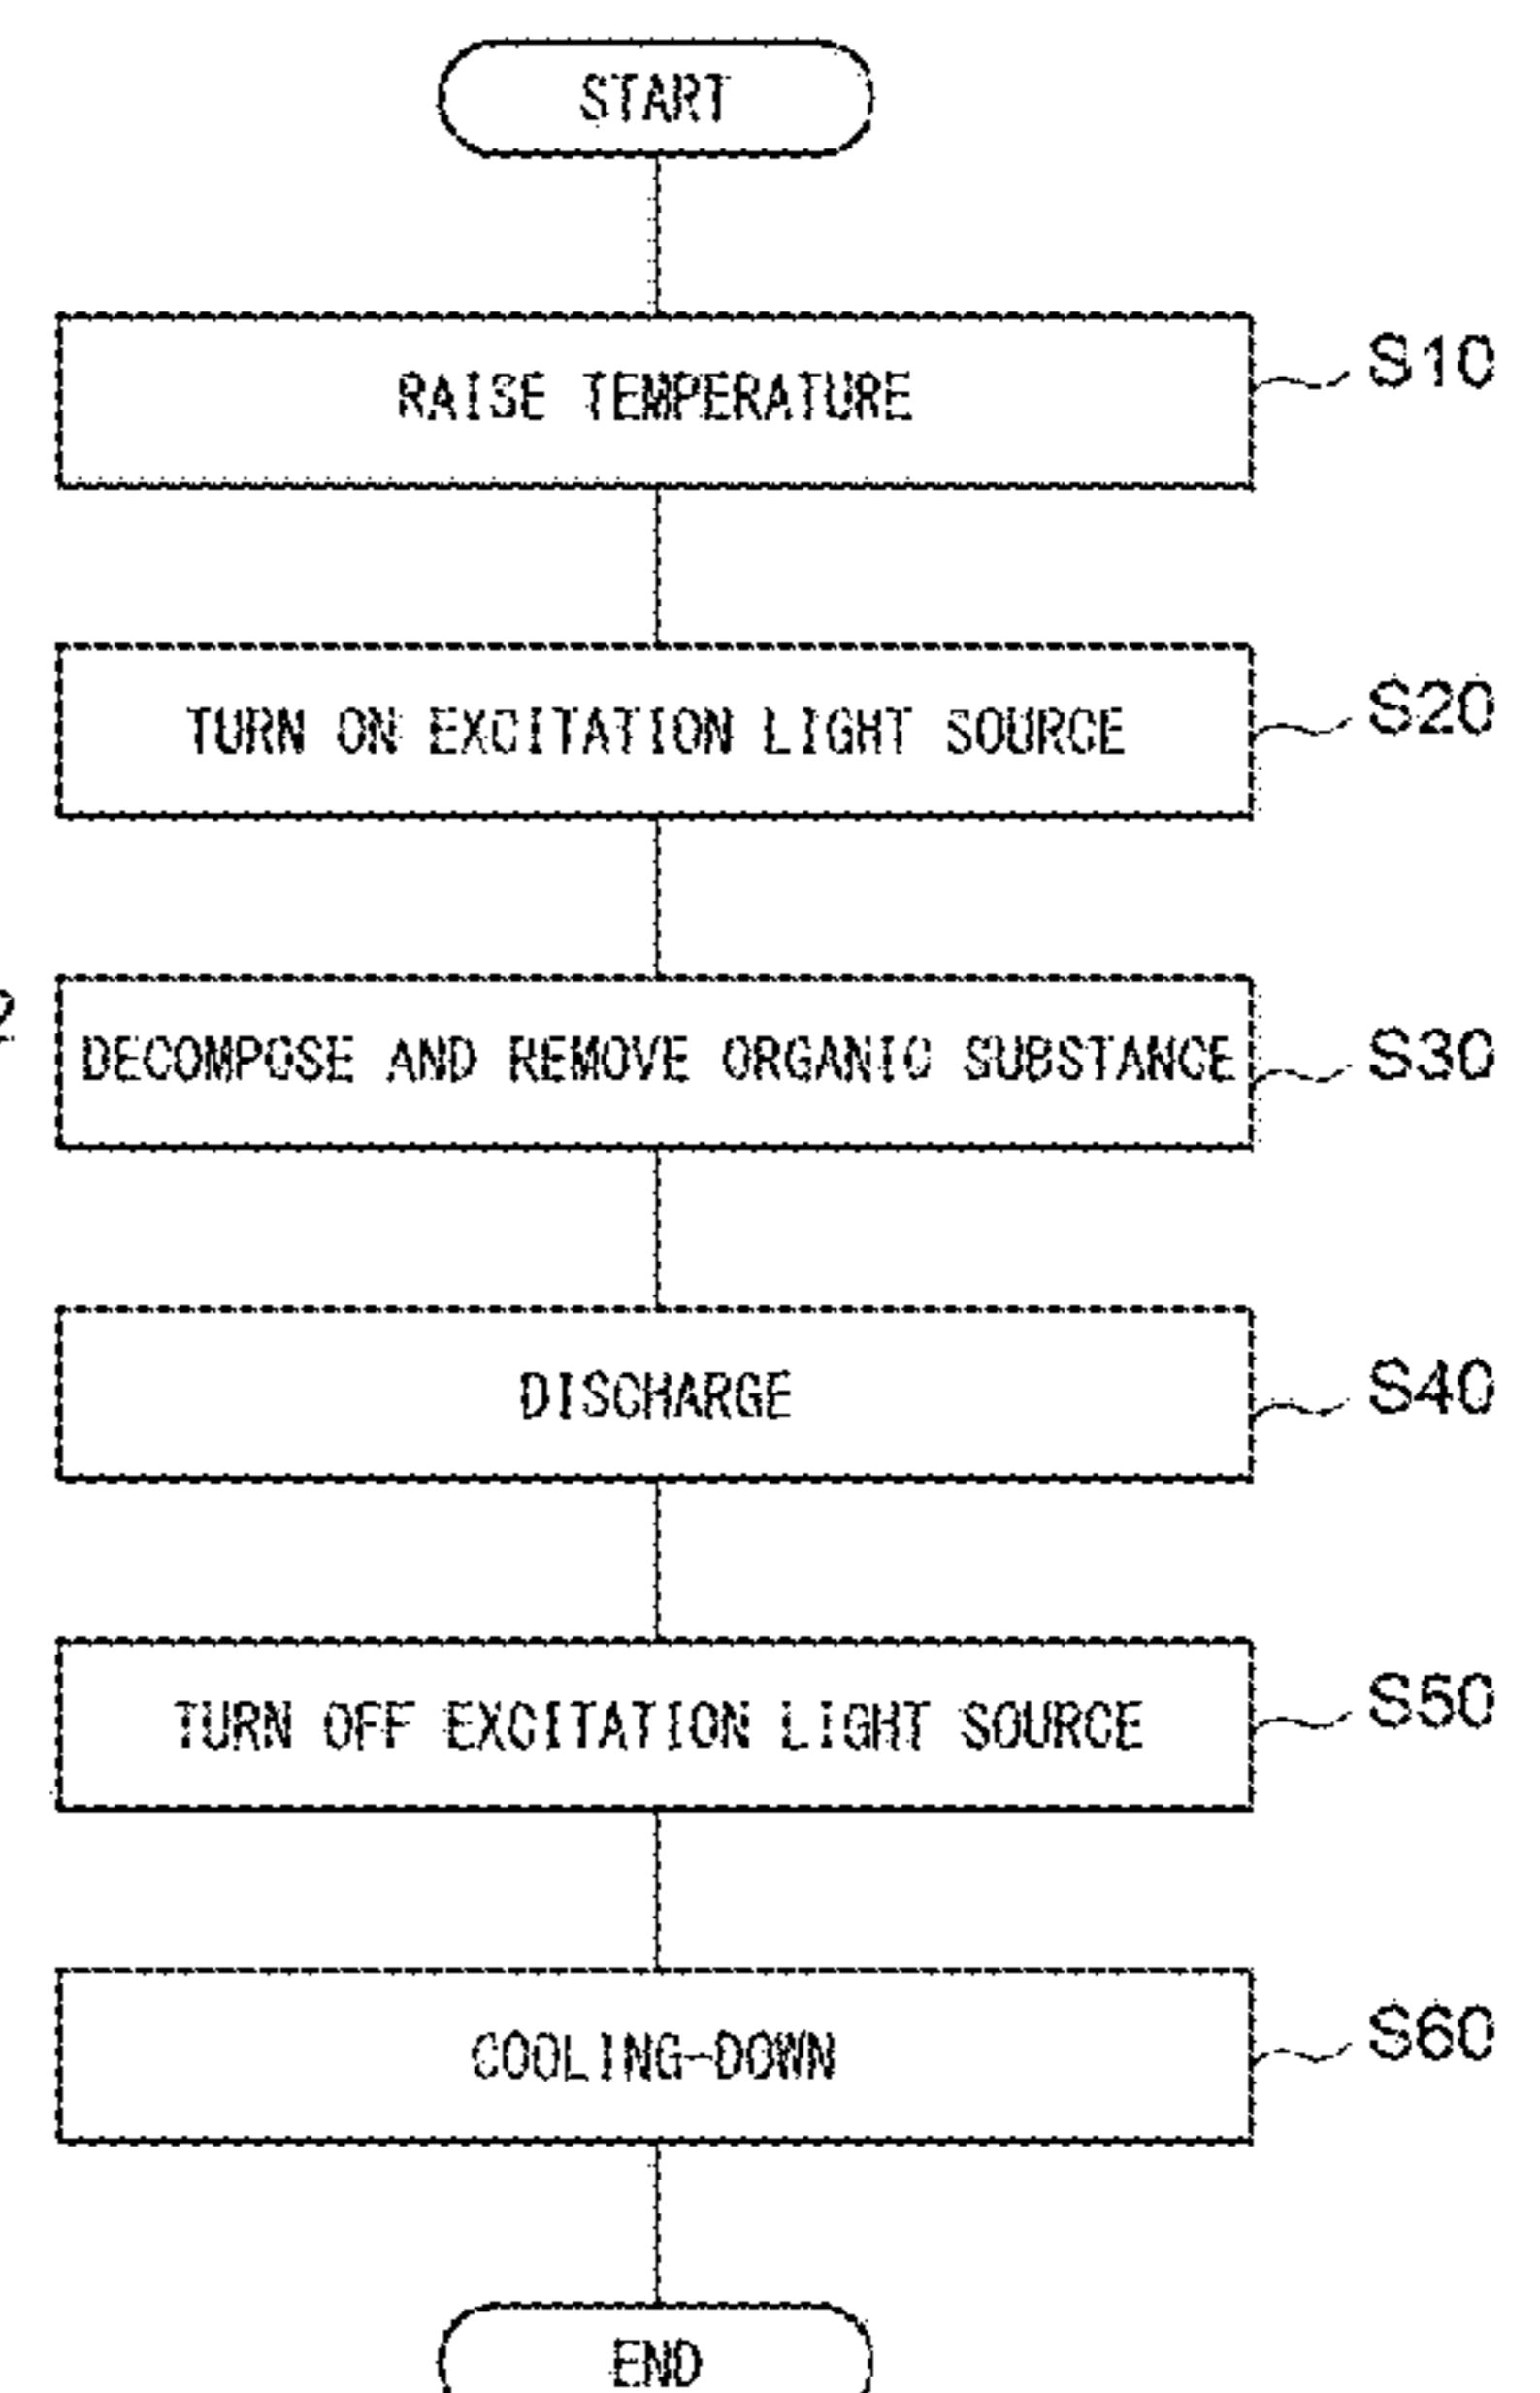 START
RAISE TEMPERATURE
S10
TURN ON EXCITATION LIGHT SOURCE
S20
DECOMPOSE AND REMOVE ORGANIC SUBSTANCE
S30
DISCHARGE
S40
TURN OFF EXCITATION LIGHT SOURCE
S50
COOLING-DOWN
S60
END